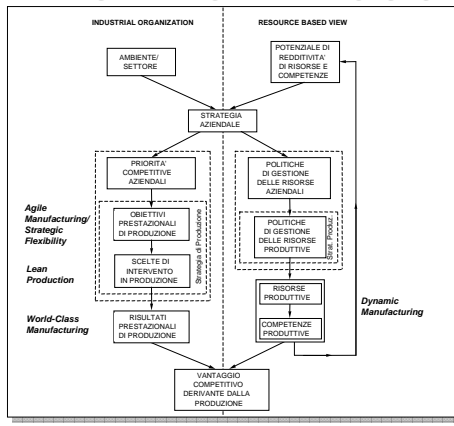 INDUSTRIAL ORGANIZATION
RESOURCE BASED VIEW
AMBIENTE/
SETTORE
POTENZIALE DI
REDDITIVITA'
DI RISORSE E
COMPETENZE
STRATEGIA
AZIENDALE
PRIORITA'
COMPETITIVE
AZIENDALI
POLITICHE
DI GESTIONE
DELLE RISORSE
AZIENDALI
Agile
Manufacturing/
Strategic
Flexibility
OBIETTIVI
PRESTAZIONALI
DI PRODUZIONE
Strategia di Produzione
POLITICHE
DI GESTIONE
DELLE RISORSE
PRODUTTIVE
Strat. Produz.
Lean
Production
SCELTE DI
INTERVENTO
IN PRODUZIONE
RISORSE
PRODUTTIVE
World-Class
Manufacturing
RISULTATI
PRESTAZIONALI
DI PRODUZIONE
COMPETENZE
PRODUTTIVE
Dynamic
Manufacturing
VANTAGGIO
COMPETITIVO
DERIVANTE DALLA
PRODUZIONE